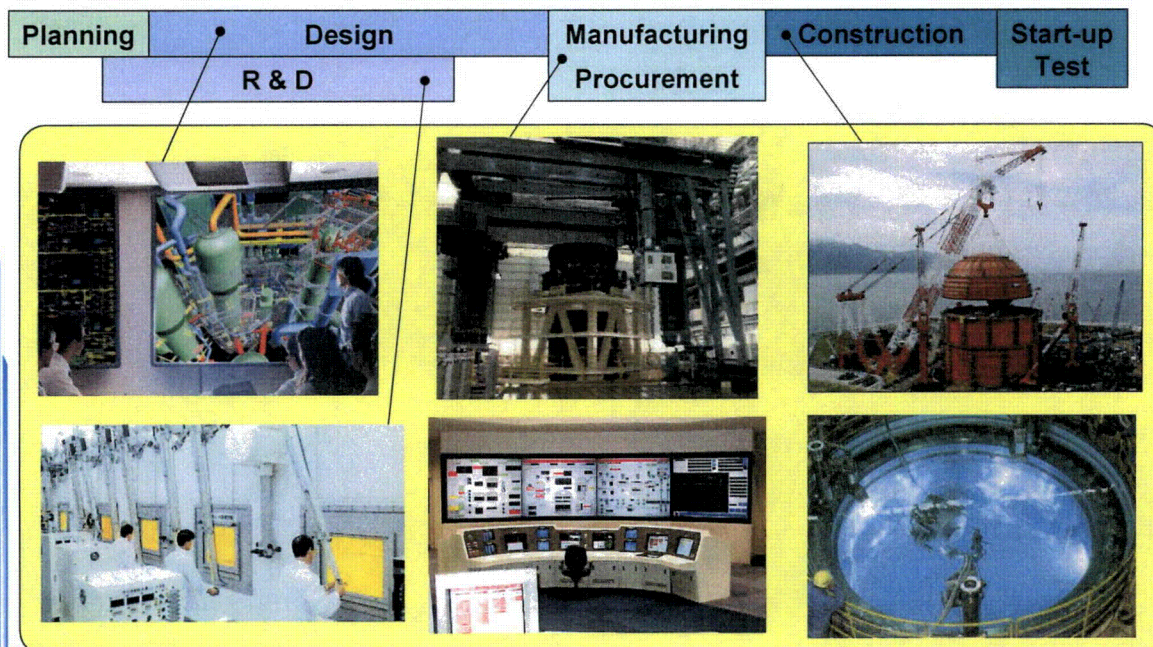 Planning
Design
R & D
Manufacturing
Procurement
Construction
Start-up
Test